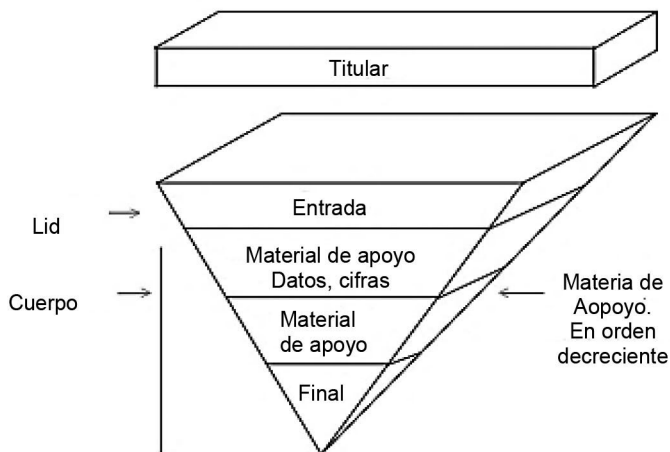 Titular
Entrada
Lid
Material de apoyo
Datos, cifras
Cuerpo
Materia de
Aopoyo.
En orden
decreciente
Material
de apoyo
Final